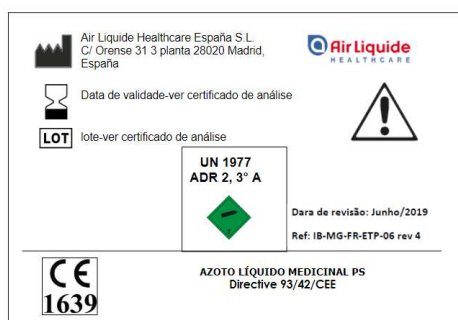 Air Liquide Healthcare España S.L.
C/ Orense 31 3 planta 28020 Madrid,
España
Air Liquide
HEALTHCARE
Data de validade-ver certificado de análise
LOT
lote-ver certificado de análise
UN 1977
ADR 2, 3° A
Dara de revisão: Junho/2019
Ref: IB-MG-FR-ETP-06 rev 4
CE
1639
AZOTO LÍQUIDO MEDICINAL PS
Directive 93/42/CEE